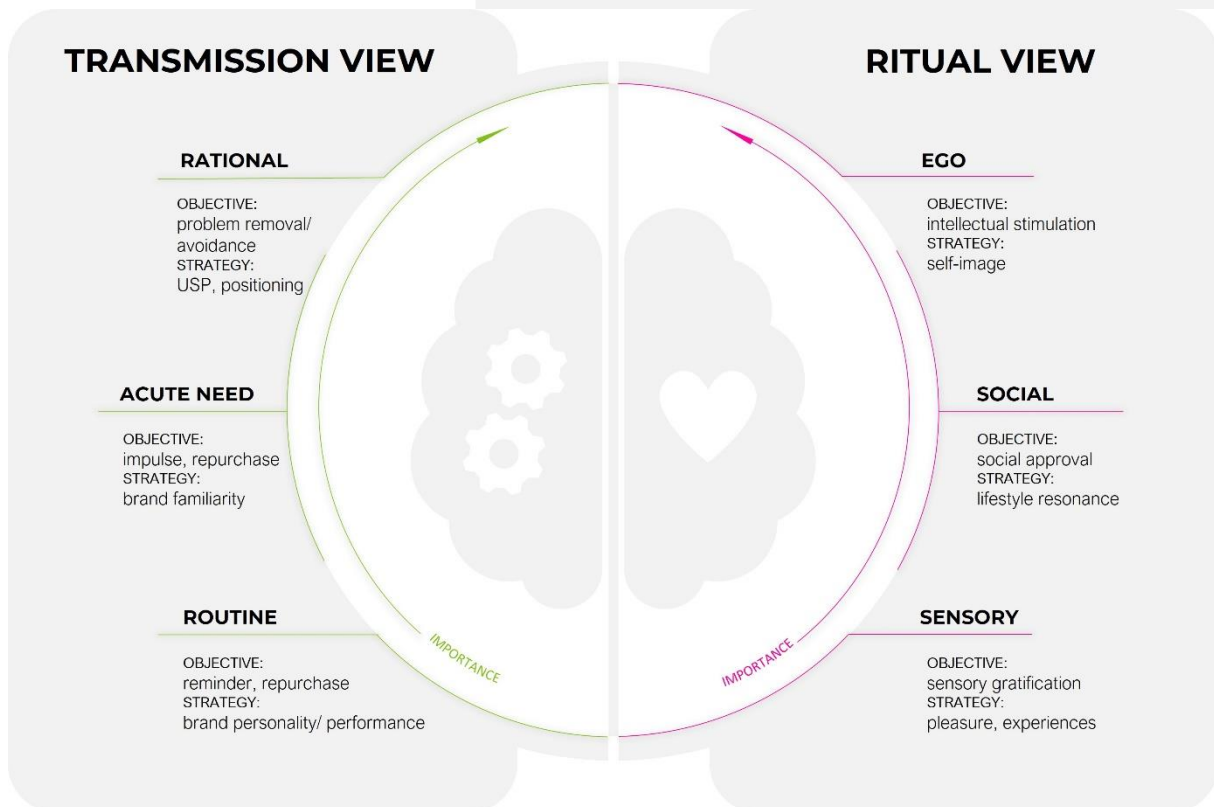 TRANSMISSION VIEW
RATIONAL
OBJECTIVE:
problem removal/
avoidance
STRATEGY:
USP, positioning
ACUTE NEED
OBJECTIVE:
impulse, repurchase
STRATEGY:
brand familiarity
ROUTINE
OBJECTIVE:
reminder, repurchase
STRATEGY:
brand personality/ performance
IMPORTANCE
RITUAL VIEW
EGO
OBJECTIVE:
intellectual stimulation
STRATEGY:
self-image
SOCIAL
OBJECTIVE:
social approval
STRATEGY:
lifestyle resonance
SENSORY
OBJECTIVE:
sensory gratification
STRATEGY:
pleasure, experiences
IMPORTANCE